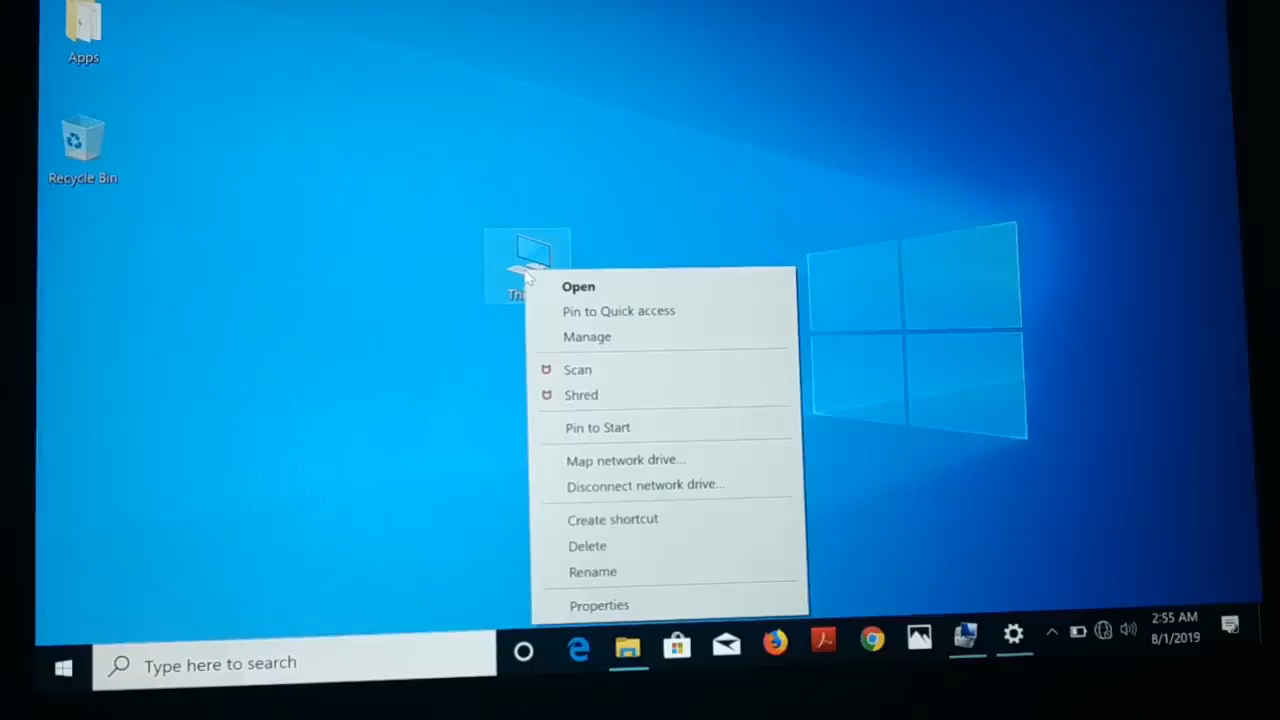 Apps
Recycle Bin
Open
Pin to Quick access
Manage
Scan
Shred
Pin to Start
Map network drive...
Disconnect network drive...
Create shortcut
Delete
Rename
Properties
Type here to search
2:55 AM
8/1/2019